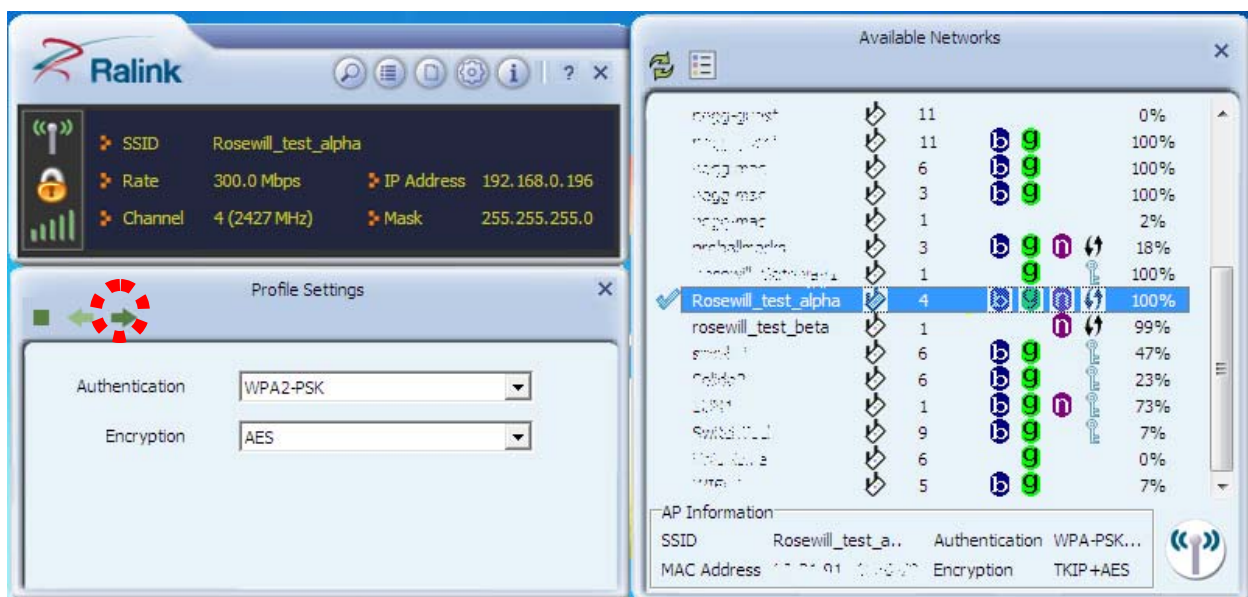 Ralink
? ×
SSID Rosewill_test_alpha
Rate 300.0 Mbps IP Address 192.168.0.196
Channel 4 (2427 MHz) Mask 255.255.255.0
Profile Settings ×
Authentication WPA2-PSK
Encryption AES
Available Networks ×
11 0%
11 b g 100%
6 b g 100%
3 b g 100%
1 2%
3 b g n 18%
1 g 100%
Rosewill_test_alpha 4 b g n 100%
rosewill_test_beta 1 n 99%
6 b g 47%
6 b g 23%
1 b g n 73%
9 b g 7%
6 g 0%
5 b g 7%
AP Information
SSID Rosewill_test_a.. Authentication WPA-PSK...
MAC Address Encryption TKIP+AES